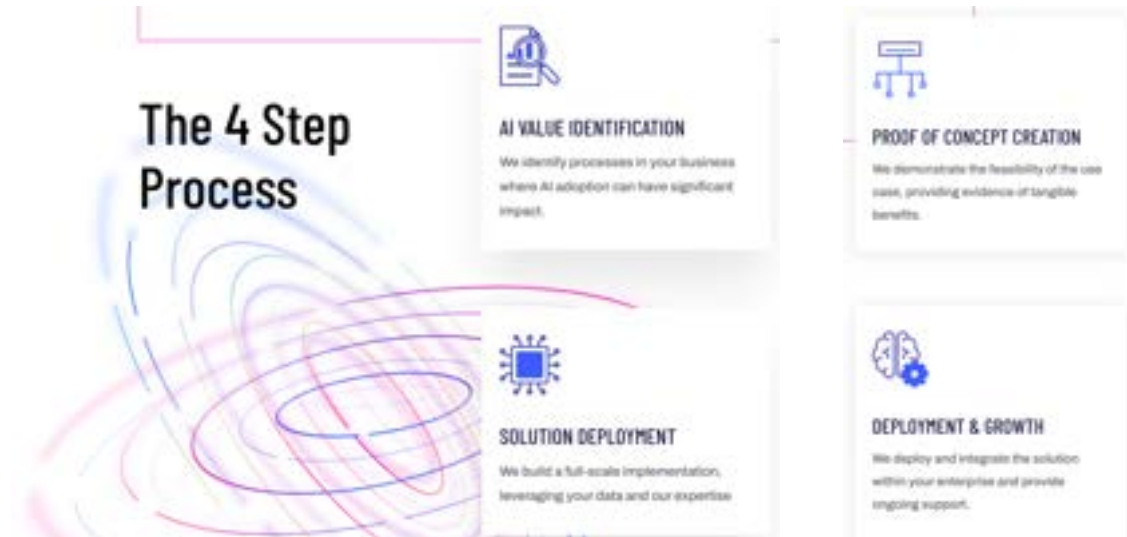 The 4 Step
Process
AI VALUE IDENTIFICATION
We identify processes in your business
where AI adoption can have significant
impact.
PROOF OF CONCEPT CREATION
We demonstrate the feasibility of the use
case, providing evidence of tangible
benefits.
SOLUTION DEPLOYMENT
We build a full-scale implementation,
leveraging your data and our expertise
DEPLOYMENT & GROWTH
We deploy and integrate the solution
within your enterprise and provide
ongoing support.